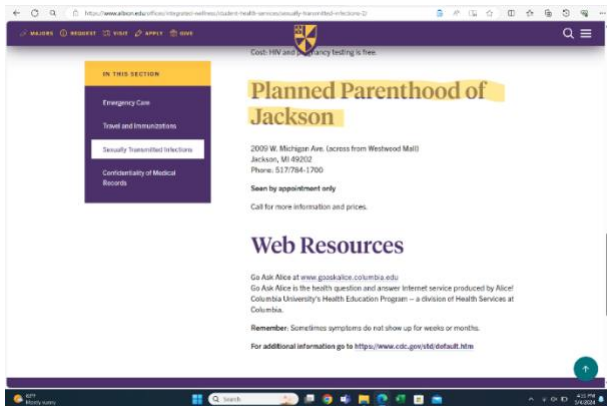 https://www.albion.edu/offices/integrated-wellness/student-health-services/sexually-transmitted-infections-2/
MAJORS REQUEST VISIT APPLY GIVE
Cost: HIV and pregnancy testing is free.
IN THIS SECTION
Emergency Care
Travel and Immunizations
Sexually Transmitted Infections
Confidentiality of Medical
Records
Planned Parenthood of
Jackson
2009 W. Michigan Ave. (across from Westwood Mall)
Jackson, MI 49202
Phone: 517/784-1700
Seen by appointment only
Call for more information and prices.
Web Resources
Go Ask Alice at www.goaskalice.columbia.edu
Go Ask Alice is the health question and answer Internet service produced by Alice!
Columbia University's Health Education Program – a division of Health Services at
Columbia.
Remember: Sometimes symptoms do not show up for weeks or months.
For additional information go to https://www.cdc.gov/std/default.htm
Mostly sunny
Search
4:35 PM
5/4/2024